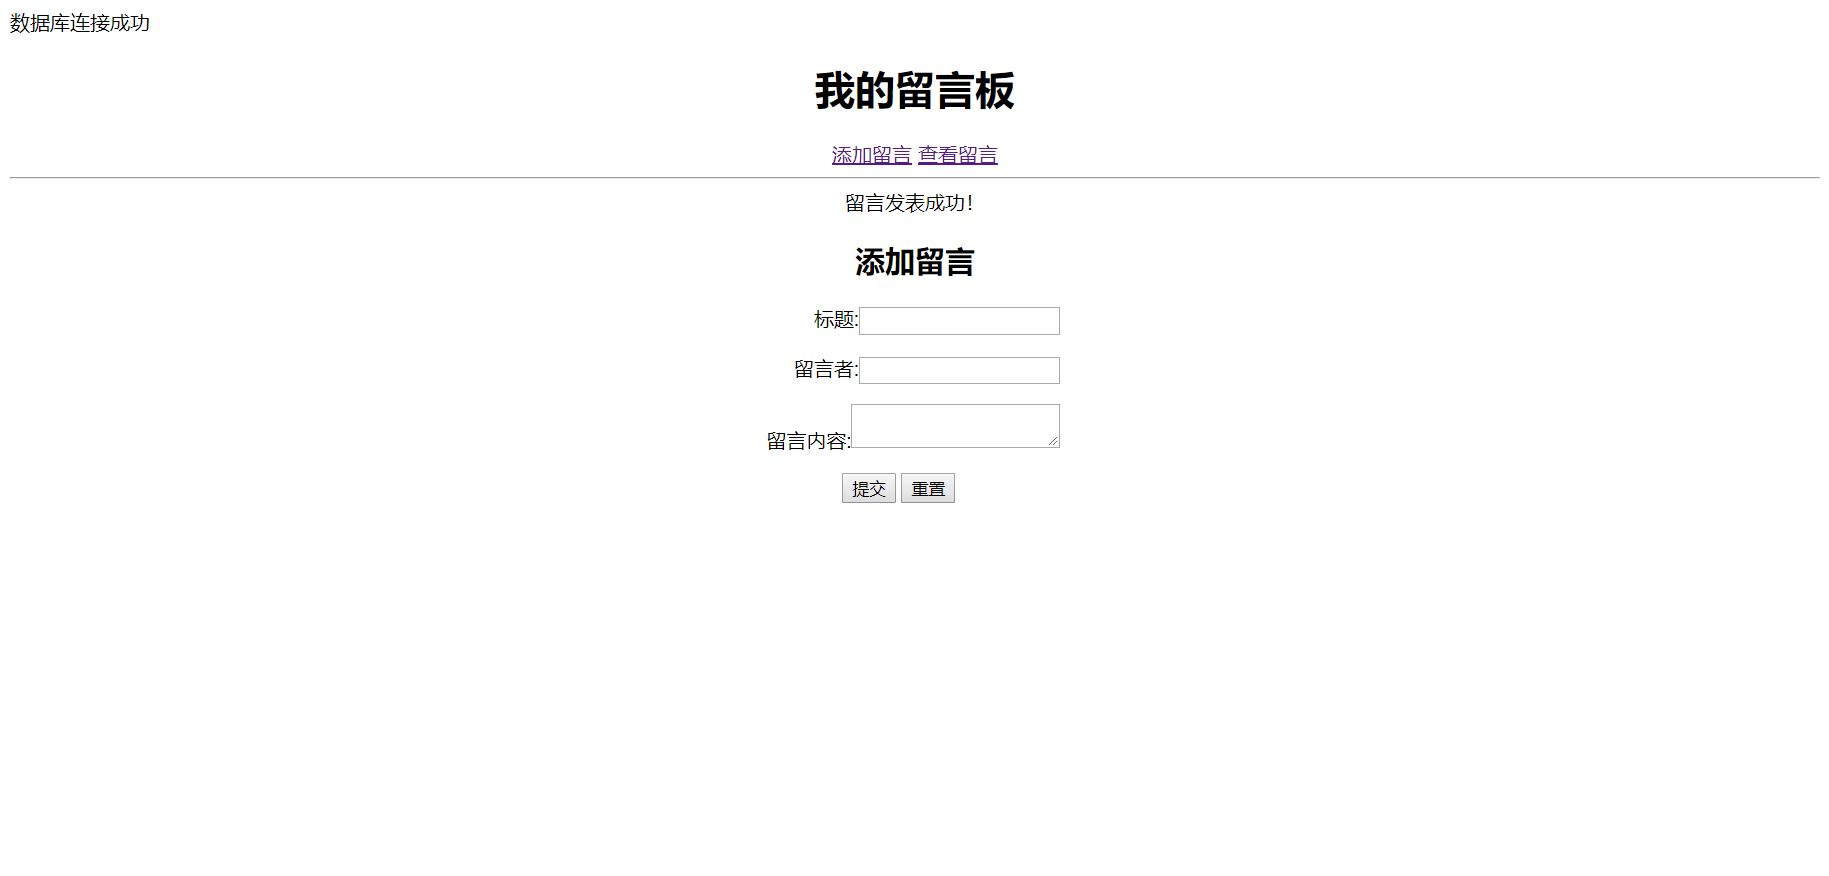 数据库连接成功
我的留言板
添加留言 查看留言
留言发表成功！
添加留言
标题:
留言者:
留言内容:
提交 重置